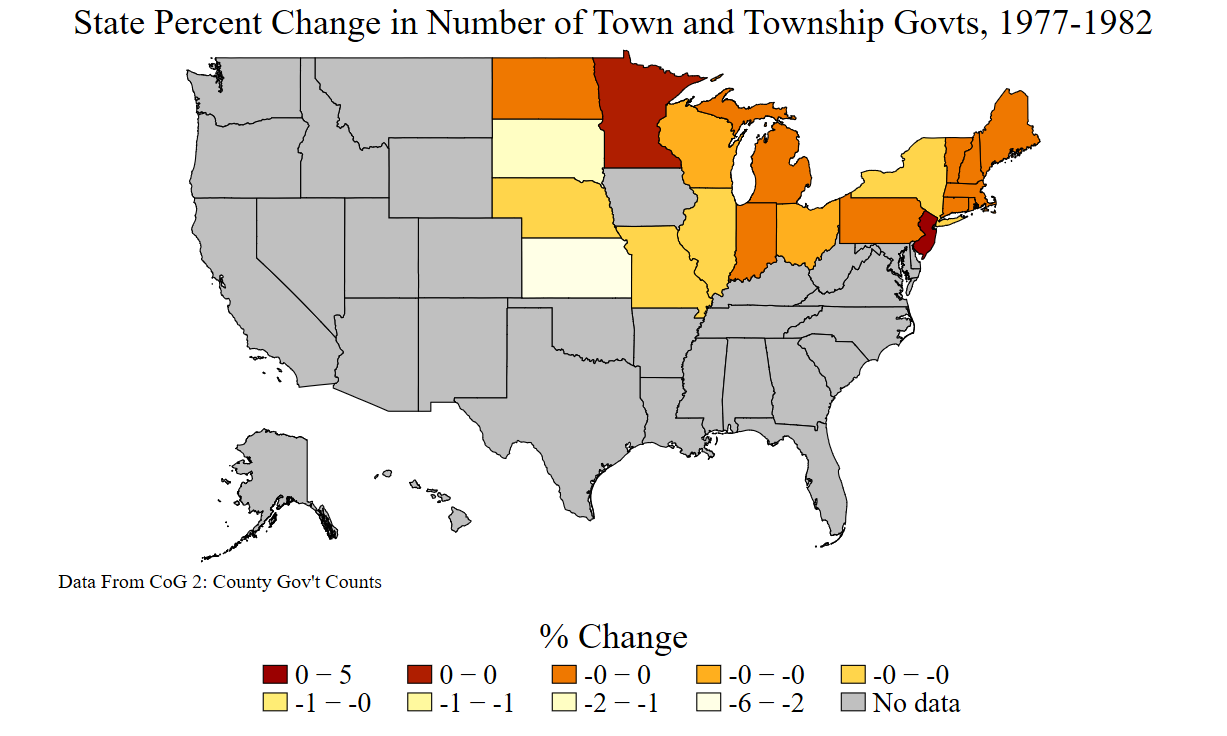 State Percent Change in Number of Town and Township Govts, 1977-1982
Data From CoG 2: County Gov't Counts
% Change
0 − 5 0 − 0 -0 − 0 -0 − -0 -0 − -0
-1 − -0 -1 − -1 -2 − -1 -6 − -2 No data